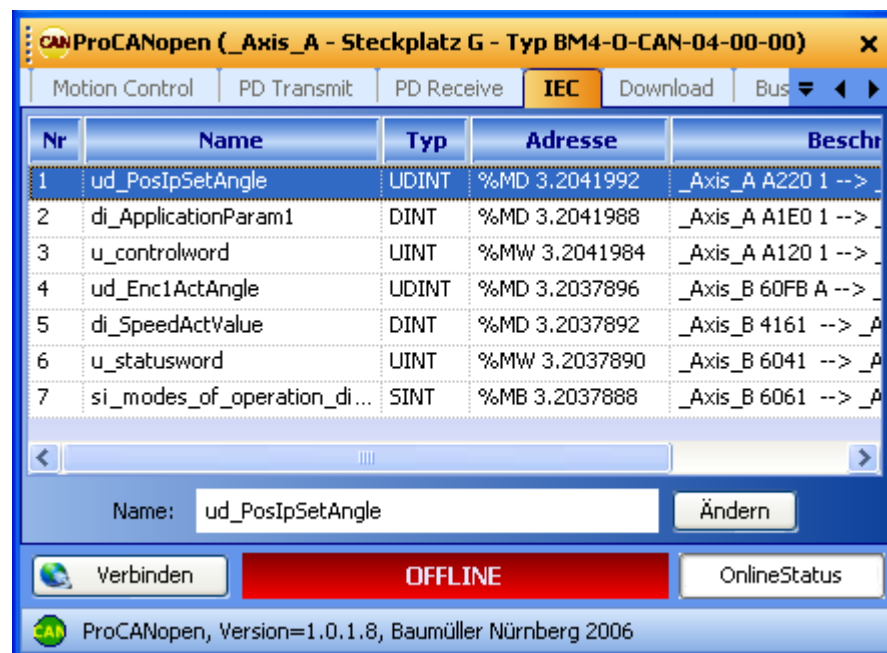 CAN ProCANopen (_Axis_A - Steckplatz G - Typ BM4-O-CAN-04-00-00)
Motion Control PD Transmit PD Receive IEC Download Bus
Nr Name Typ Adresse Beschr
1 ud_PosIpSetAngle UDINT %MD 3.2041992 _Axis_A A220 1 --> _
2 di_ApplicationParam1 DINT %MD 3.2041988 _Axis_A A1E0 1 --> _
3 u_controlword UINT %MW 3.2041984 _Axis_A A120 1 --> _
4 ud_Enc1ActAngle UDINT %MD 3.2037896 _Axis_B 60FB A --> _
5 di_SpeedActValue DINT %MD 3.2037892 _Axis_B 4161 --> _A
6 u_statusword UINT %MW 3.2037890 _Axis_B 6041 --> _A
7 si_modes_of_operation_di... SINT %MB 3.2037888 _Axis_B 6061 --> _A
Name: ud_PosIpSetAngle Ändern
Verbinden OFFLINE OnlineStatus
CAN ProCANopen, Version=1.0.1.8, Baumüller Nürnberg 2006